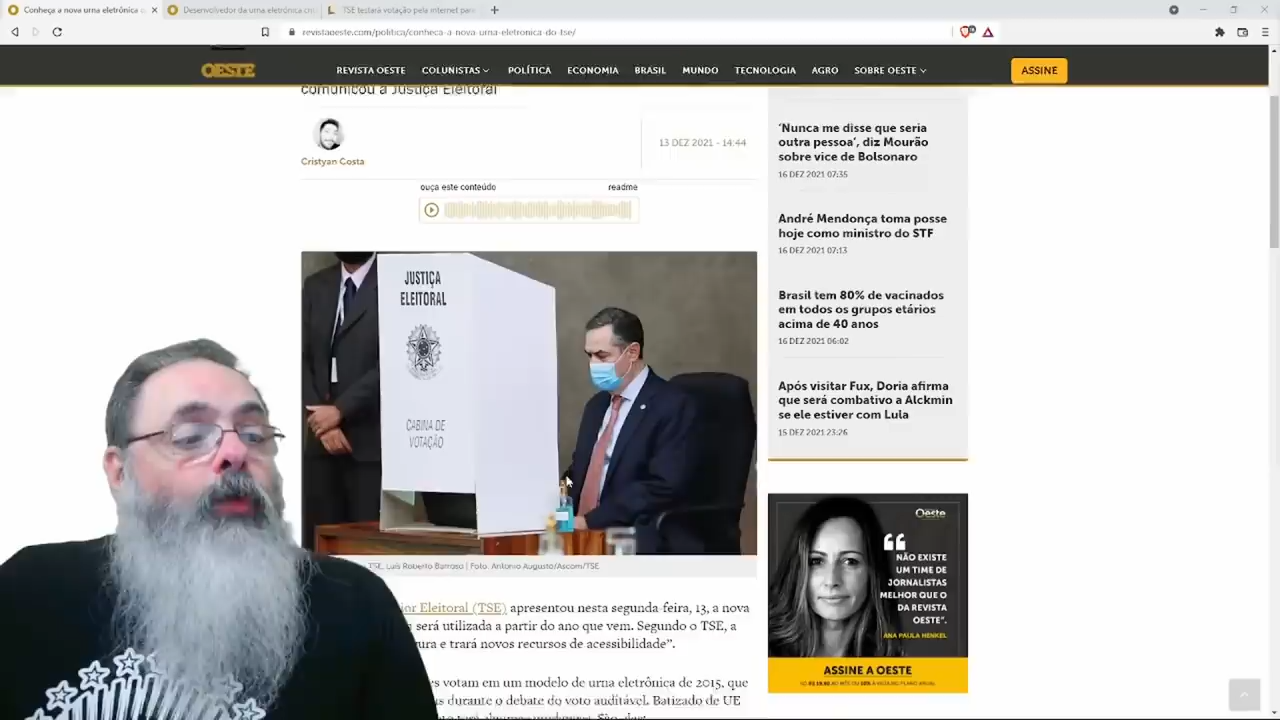 Conheça a nova urna eletrônica
Desenvolvedor da urna eletrônica
TSE testará votação pela internet para
revistaoeste.com/politica/conheca-a-nova-urna-eletronica-do-tse/
OESTE
REVISTA OESTE
COLUNISTAS
POLÍTICA
ECONOMIA
BRASIL
MUNDO
TECNOLOGIA
AGRO
SOBRE OESTE
ASSINE
comunicou a Justiça Eleitoral
Cristyan Costa
13 DEZ 2021 - 14:44
ouça este conteúdo
readme
JUSTIÇA
ELEITORAL
CABINA DE
VOTAÇÃO
TSE, Luís Roberto Barroso | Foto: Antonio Augusto/Ascom/TSE
ior Eleitoral (TSE) apresentou nesta segunda-feira, 13, a nova
será utilizada a partir do ano que vem. Segundo o TSE, a
ura e trará novos recursos de acessibilidade”.
es votam em um modelo de urna eletrônica de 2015, que
us durante o debate do voto auditável. Batizado de UE
‘Nunca me disse que seria
outra pessoa’, diz Mourão
sobre vice de Bolsonaro
16 DEZ 2021 07:35
André Mendonça toma posse
hoje como ministro do STF
16 DEZ 2021 07:13
Brasil tem 80% de vacinados
em todos os grupos etários
acima de 40 anos
16 DEZ 2021 06:02
Após visitar Fux, Doria afirma
que será combativo a Alckmin
se ele estiver com Lula
15 DEZ 2021 23:26
Oeste
NÃO EXISTE
UM TIME DE
JORNALISTAS
MELHOR QUE O
DA REVISTA
OESTE”.
ANA PAULA HENKEL
ASSINE A OESTE